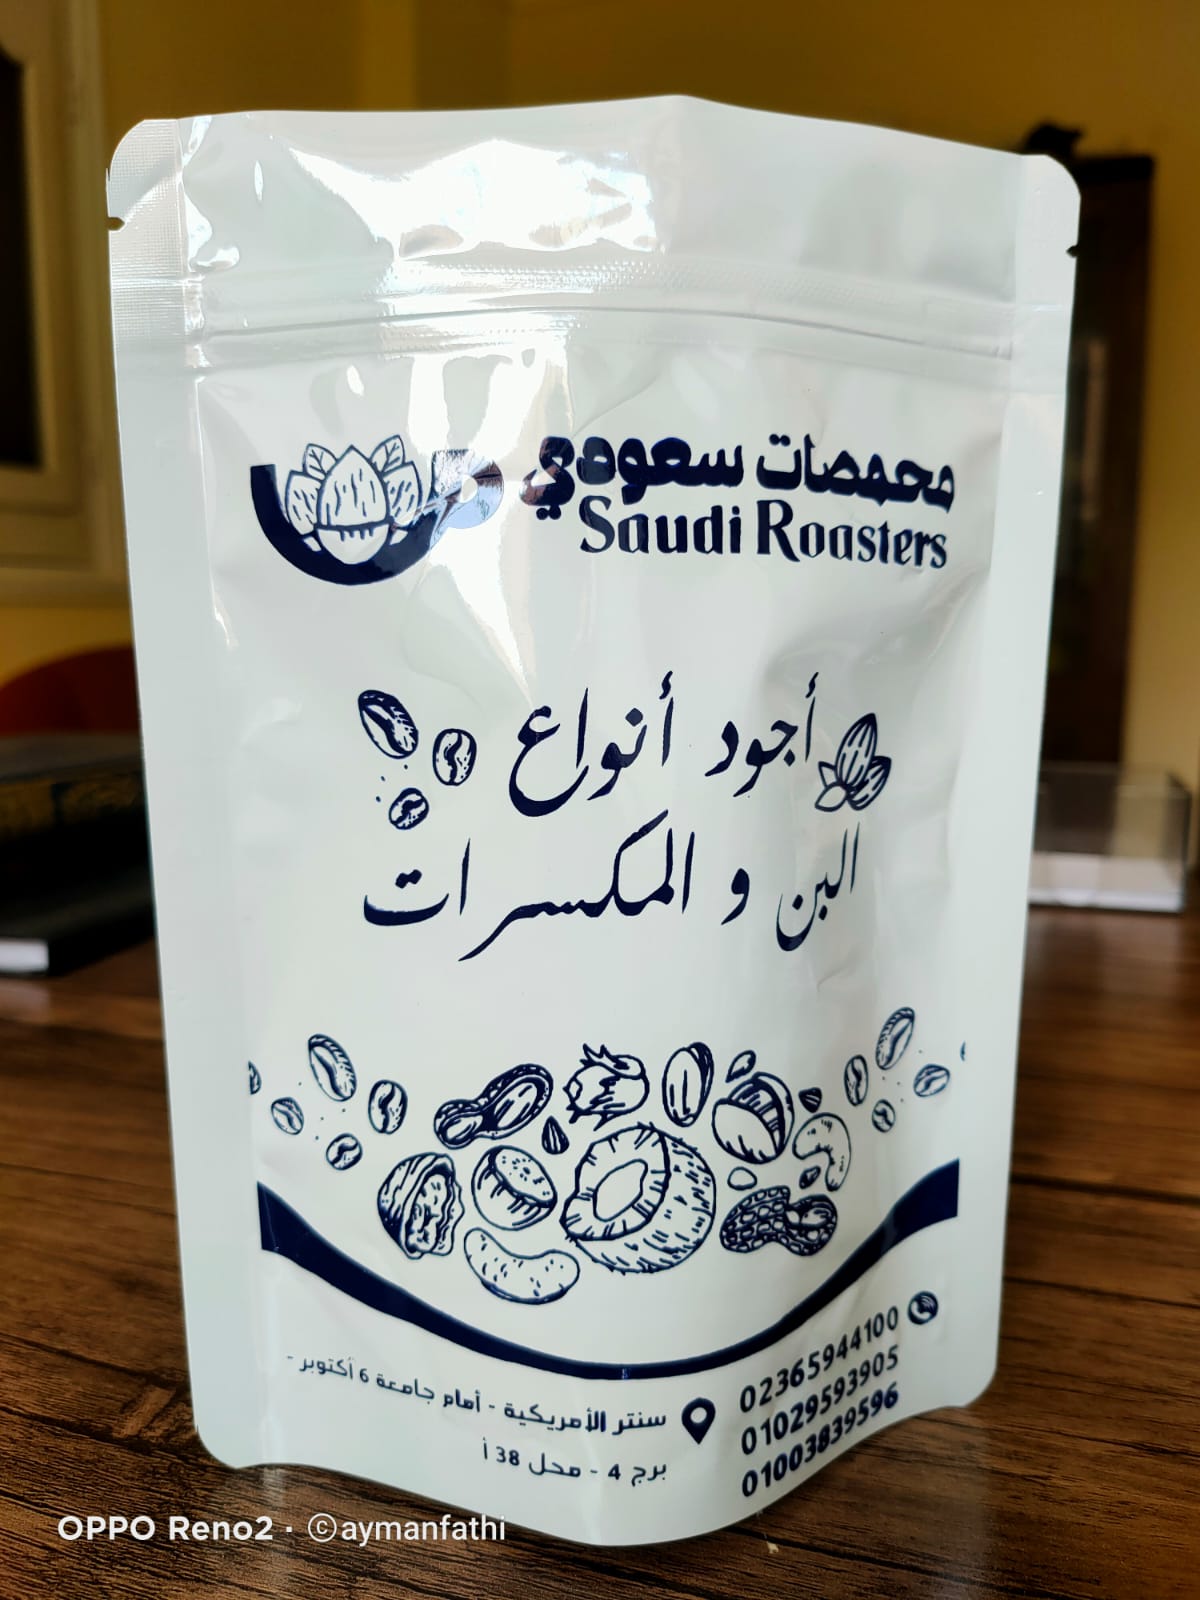 محمصات سعودي
Saudi Roasters
أجود أنواع
البن و المكسرات
02365944100
01029593905
01003839596
سنتر الأمريكية - أمام جامعة 6 أكتوبر -
برج 4 - محل 38 أ
OPPO Reno2 · ©aymanfathi